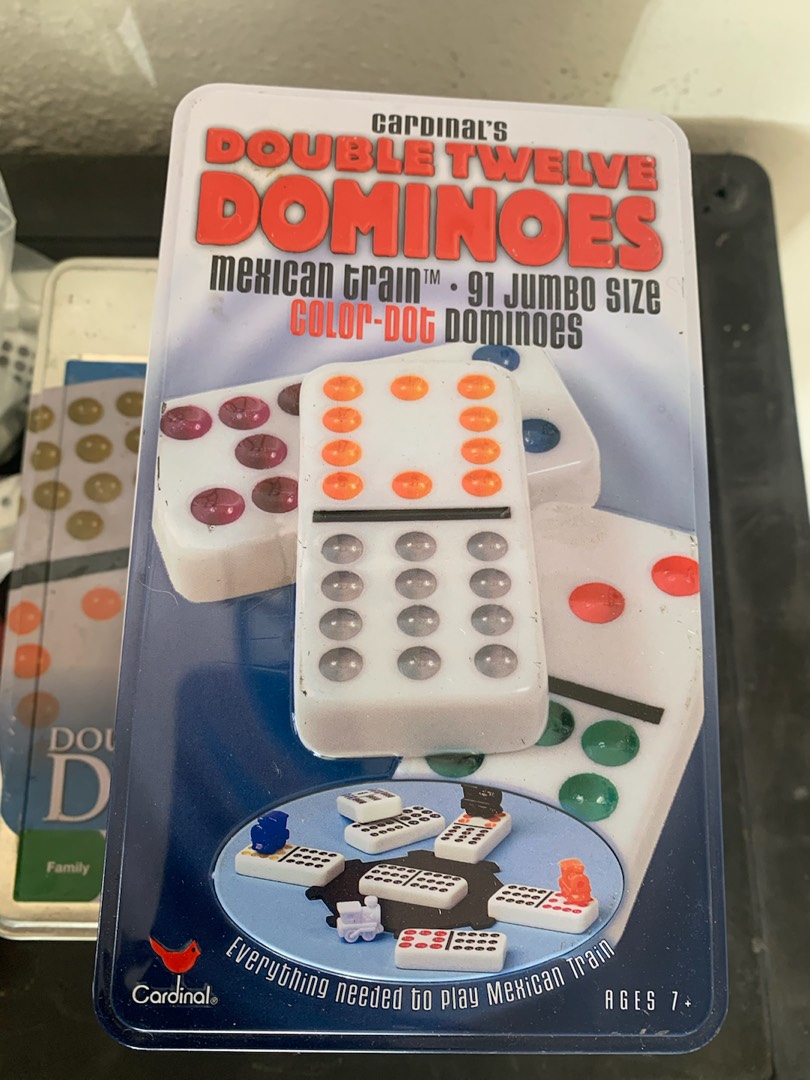 CARDINAL'S
DOUBLE TWELVE
DOMINOES
MEXICAN TRAIN™ • 91 JUMBO SIZE
COLOR-DOT DOMINOES
DOU
D
Family
Everything needed to play Mexican Train
Cardinal®
AGES 7+